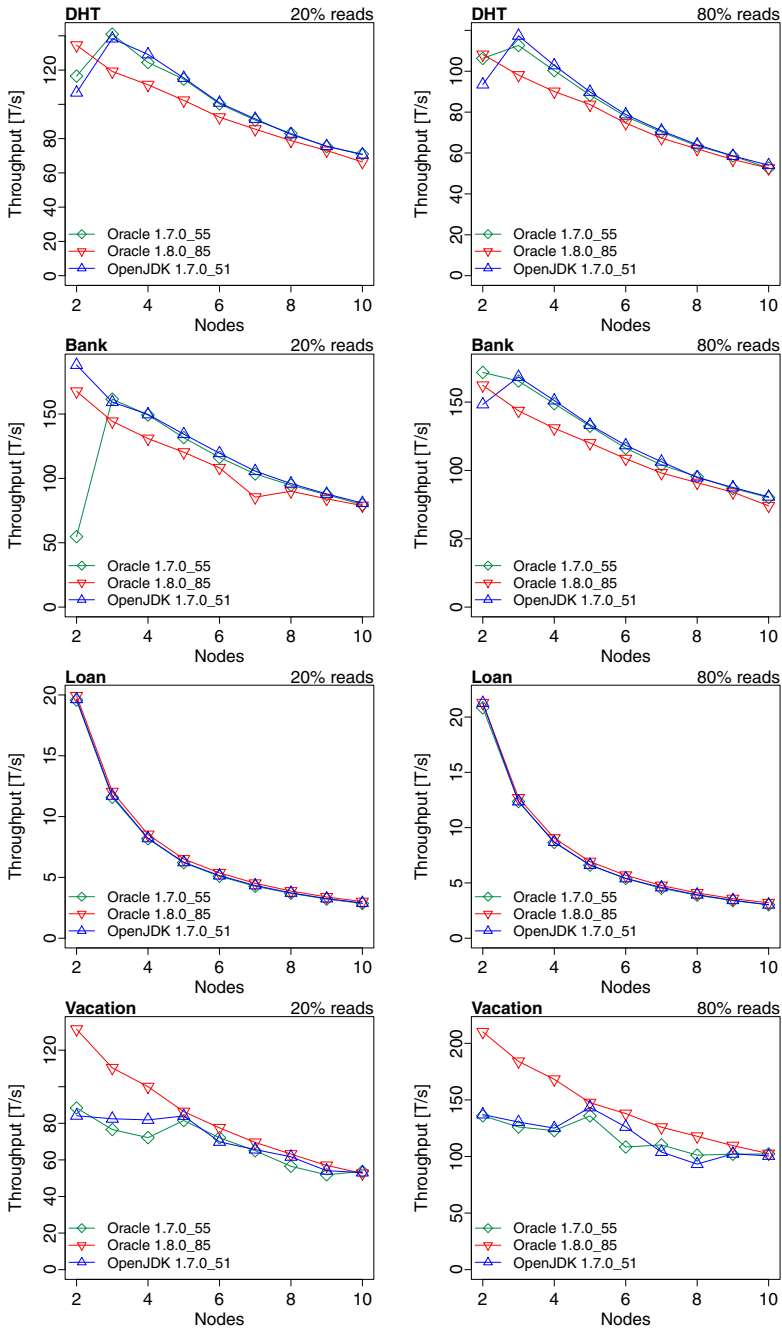 DHT 20% reads
Throughput [T/s]
0 20 40 60 80 120
Oracle 1.7.0_55
Oracle 1.8.0_85
OpenJDK 1.7.0_51
2 4 6 8 10
Nodes
DHT 80% reads
Throughput [T/s]
0 20 40 60 80 100
Oracle 1.7.0_55
Oracle 1.8.0_85
OpenJDK 1.7.0_51
2 4 6 8 10
Nodes
Bank 20% reads
Throughput [T/s]
0 50 100 150
Oracle 1.7.0_55
Oracle 1.8.0_85
OpenJDK 1.7.0_51
2 4 6 8 10
Nodes
Bank 80% reads
Throughput [T/s]
0 50 100 150
Oracle 1.7.0_55
Oracle 1.8.0_85
OpenJDK 1.7.0_51
2 4 6 8 10
Nodes
Loan 20% reads
Throughput [T/s]
0 5 10 15 20
Oracle 1.7.0_55
Oracle 1.8.0_85
OpenJDK 1.7.0_51
2 4 6 8 10
Nodes
Loan 80% reads
Throughput [T/s]
0 5 10 15 20
Oracle 1.7.0_55
Oracle 1.8.0_85
OpenJDK 1.7.0_51
2 4 6 8 10
Nodes
Vacation 20% reads
Throughput [T/s]
0 20 40 60 80 120
Oracle 1.7.0_55
Oracle 1.8.0_85
OpenJDK 1.7.0_51
2 4 6 8 10
Nodes
Vacation 80% reads
Throughput [T/s]
0 50 100 150 200
Oracle 1.7.0_55
Oracle 1.8.0_85
OpenJDK 1.7.0_51
2 4 6 8 10
Nodes